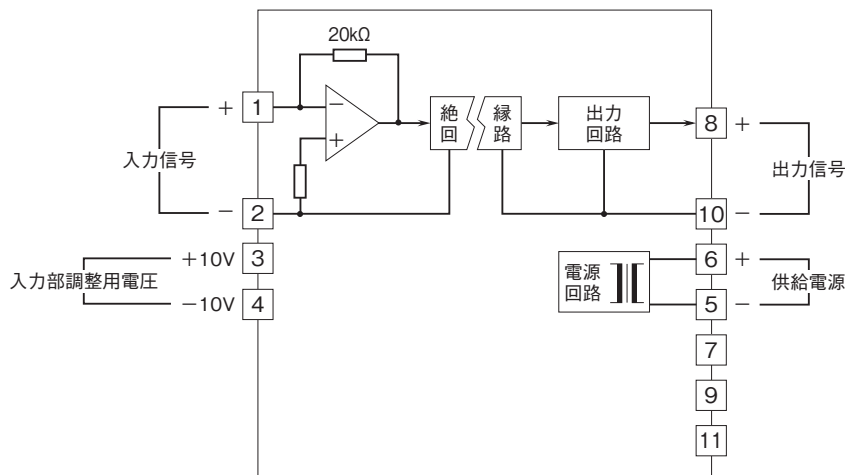 20kΩ
+ 1
−
+
絶回
縁路
出力
回路
8 +
入力信号
出力信号
− 2
10 −
+10V 3
入力部調整用電圧
−10V 4
電源
回路
6 +
供給電源
5 −
7
9
11